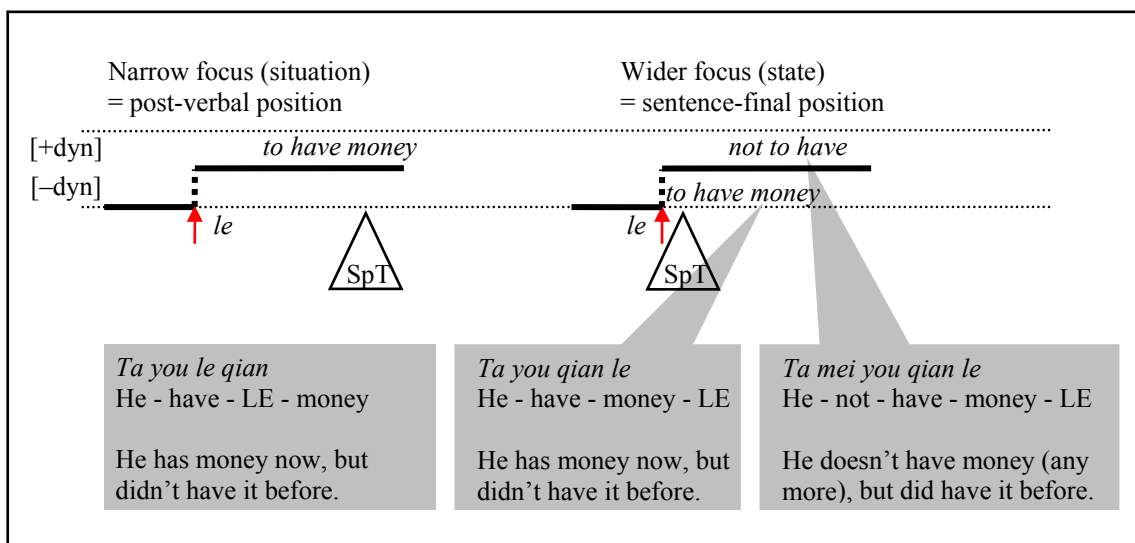 Narrow focus (situation)
= post-verbal position
Wider focus (state)
= sentence-final position
[+dyn]
to have money
not to have
[–dyn]
to have money
le
le
SpT
SpT
Ta you le qian
He - have - LE - money
He has money now, but
didn’t have it before.
Ta you qian le
He - have - money - LE
He has money now, but
didn’t have it before.
Ta mei you qian le
He - not - have - money - LE
He doesn’t have money (any
more), but did have it before.